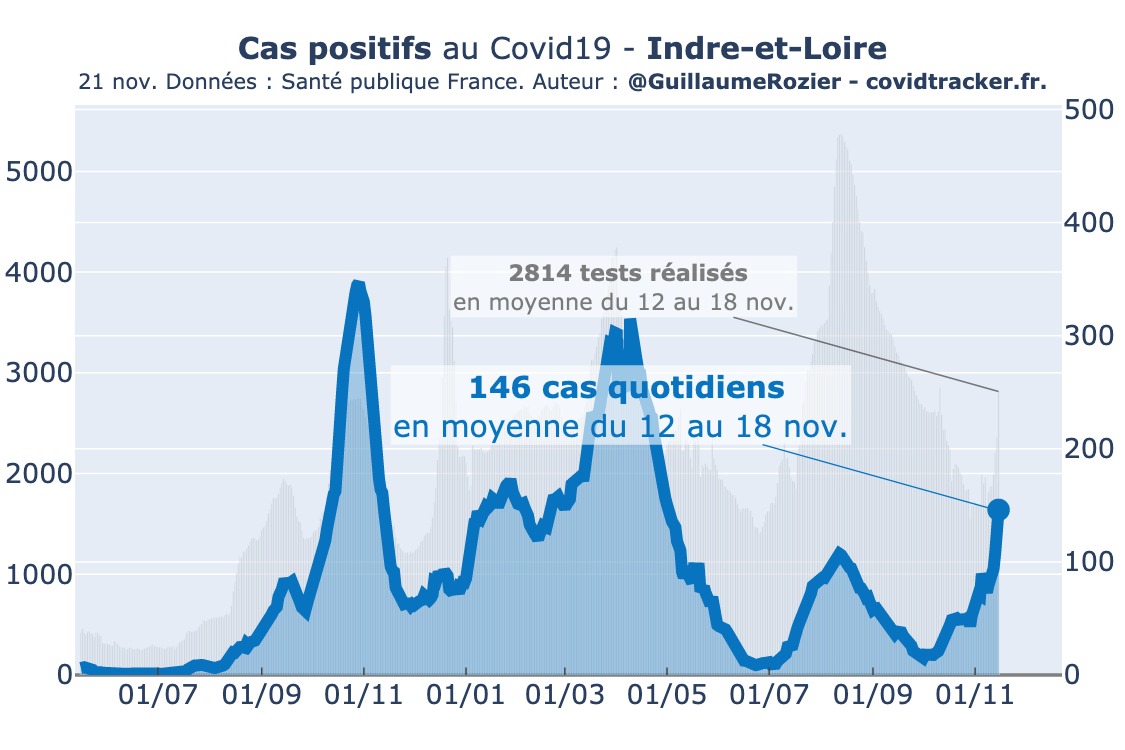 Cas positifs au Covid19 - Indre-et-Loire
21 nov. Données : Santé publique France. Auteur : @GuillaumeRozier - covidtracker.fr.
500
5000
400
4000
2814 tests réalisés
en moyenne du 12 au 18 nov.
300
3000
146 cas quotidiens
en moyenne du 12 au 18 nov.
200
2000
100
1000
0
0
01/07 01/09 01/11 01/01 01/03 01/05 01/07 01/09 01/11